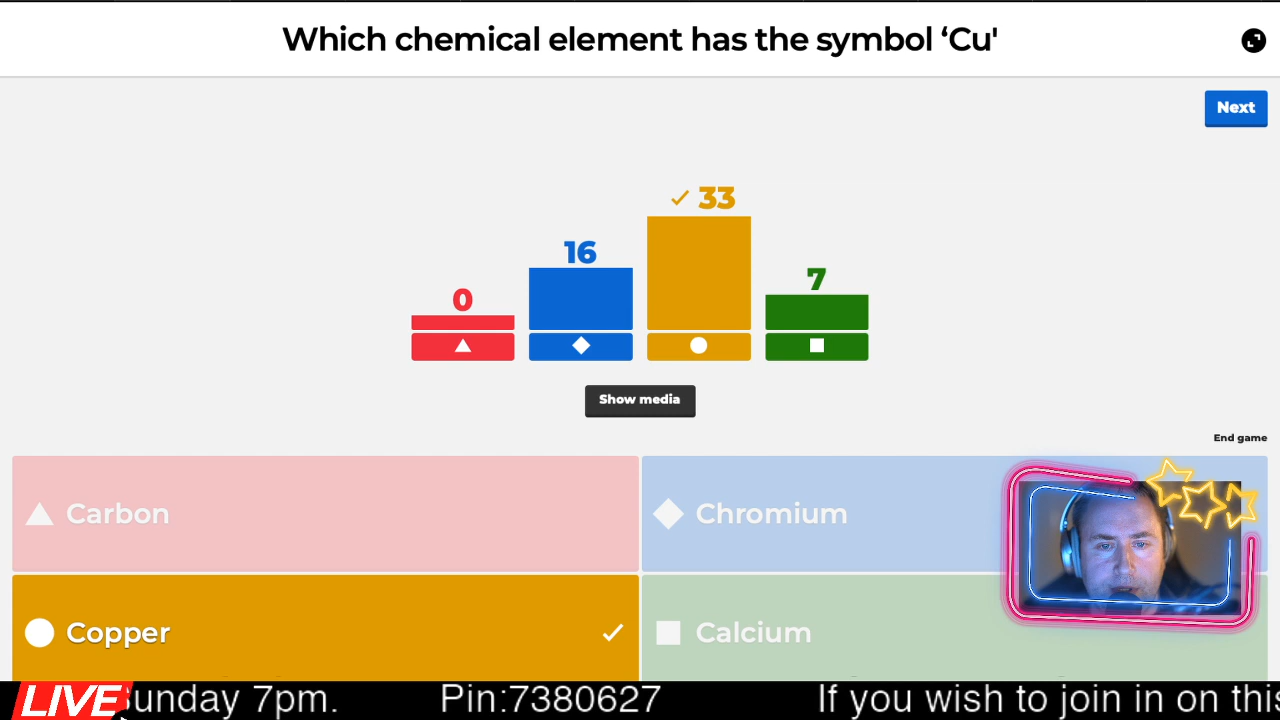 Which chemical element has the symbol ‘Cu'
Next
0
16
33
7
Show media
End game
Carbon
Chromium
Copper
Calcium
LIVE
Sunday 7pm. Pin:7380627 If you wish to join in on this